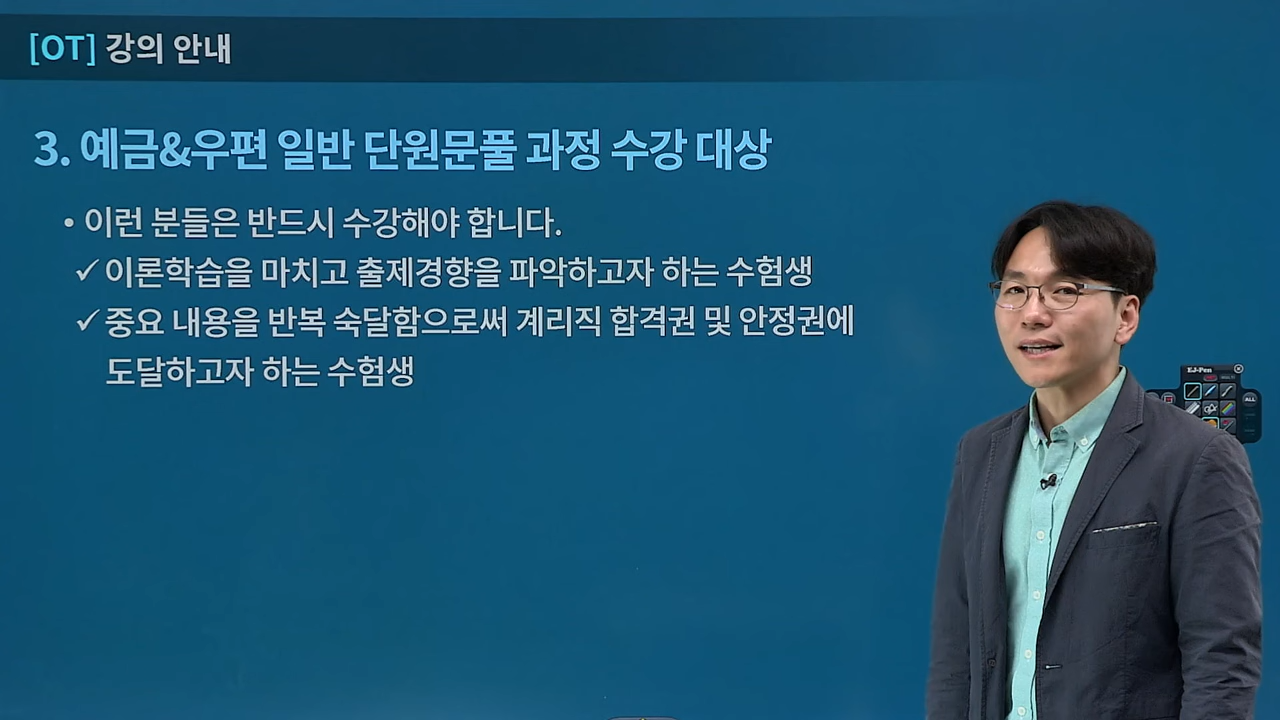 [OT] 강의 안내
3. 예금&우편 일반 단원문풀 과정 수강 대상
• 이런 분들은 반드시 수강해야 합니다.
✓ 이론학습을 마치고 출제경향을 파악하고자 하는 수험생
✓ 중요 내용을 반복 숙달함으로써 계리직 합격권 및 안정권에
도달하고자 하는 수험생
EJ-Pen
ALL